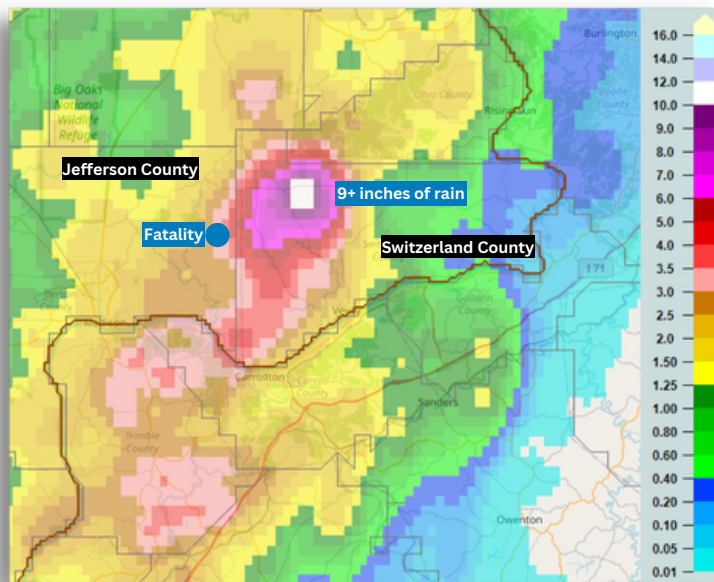 Burlington
Big Oaks
National
Wildlife
Refuge
Boone
County
Ohio County
Rising Sun
Jefferson County
9+ inches of rain
Fatality
Switzerland County
I 71
Jefferson
County
Gallatin
County
Carrollton
Carroll
County
Sanders
Trimble
County
Owenton
16.0
14.0
12.0
10.0
9.0
8.0
7.0
6.0
5.0
4.0
3.5
3.0
2.5
2.0
1.50
1.25
1.00
0.80
0.60
0.40
0.20
0.10
0.05
0.01